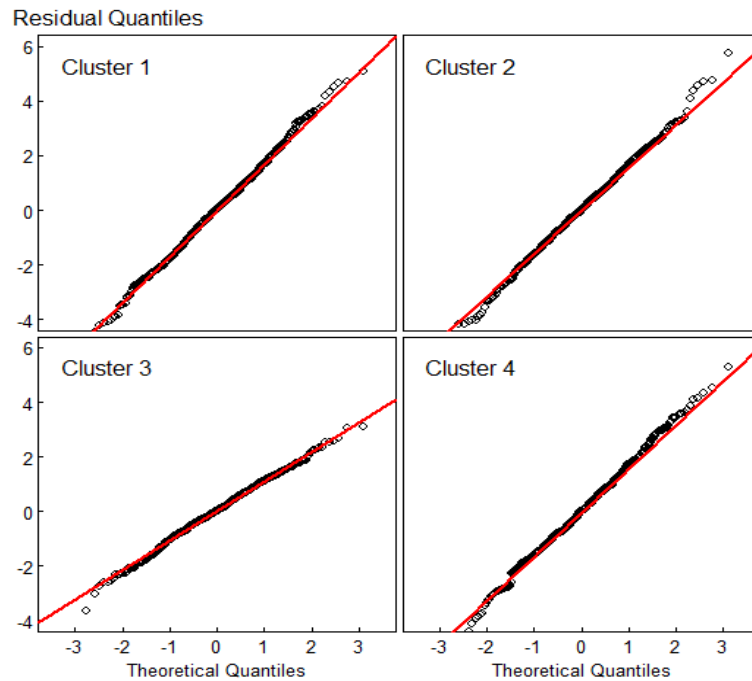 Residual Quantiles
Cluster 1
Cluster 2
6
4
2
0
-2
-4
Cluster 3
Cluster 4
6
4
2
0
-2
-4
-3 -2 -1 0 1 2 3
-3 -2 -1 0 1 2 3
Theoretical Quantiles
Theoretical Quantiles